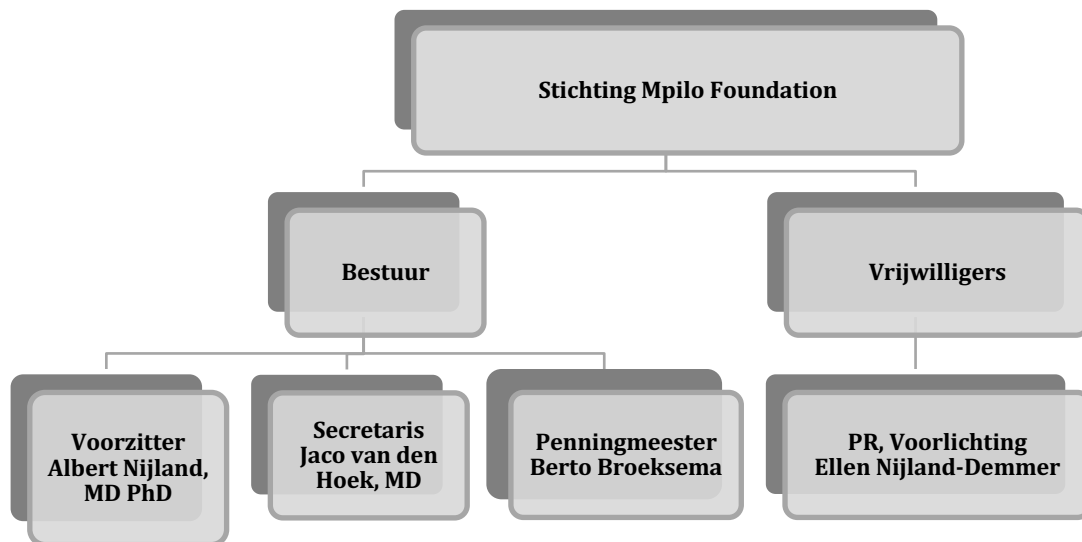 Stichting Mpilo Foundation
Bestuur
Vrijwilligers
Voorzitter
Albert Nijland,
MD PhD
Secretaris
Jaco van den
Hoek, MD
Penningmeester
Berto Broeksema
PR, Voorlichting
Ellen Nijland-Demmer